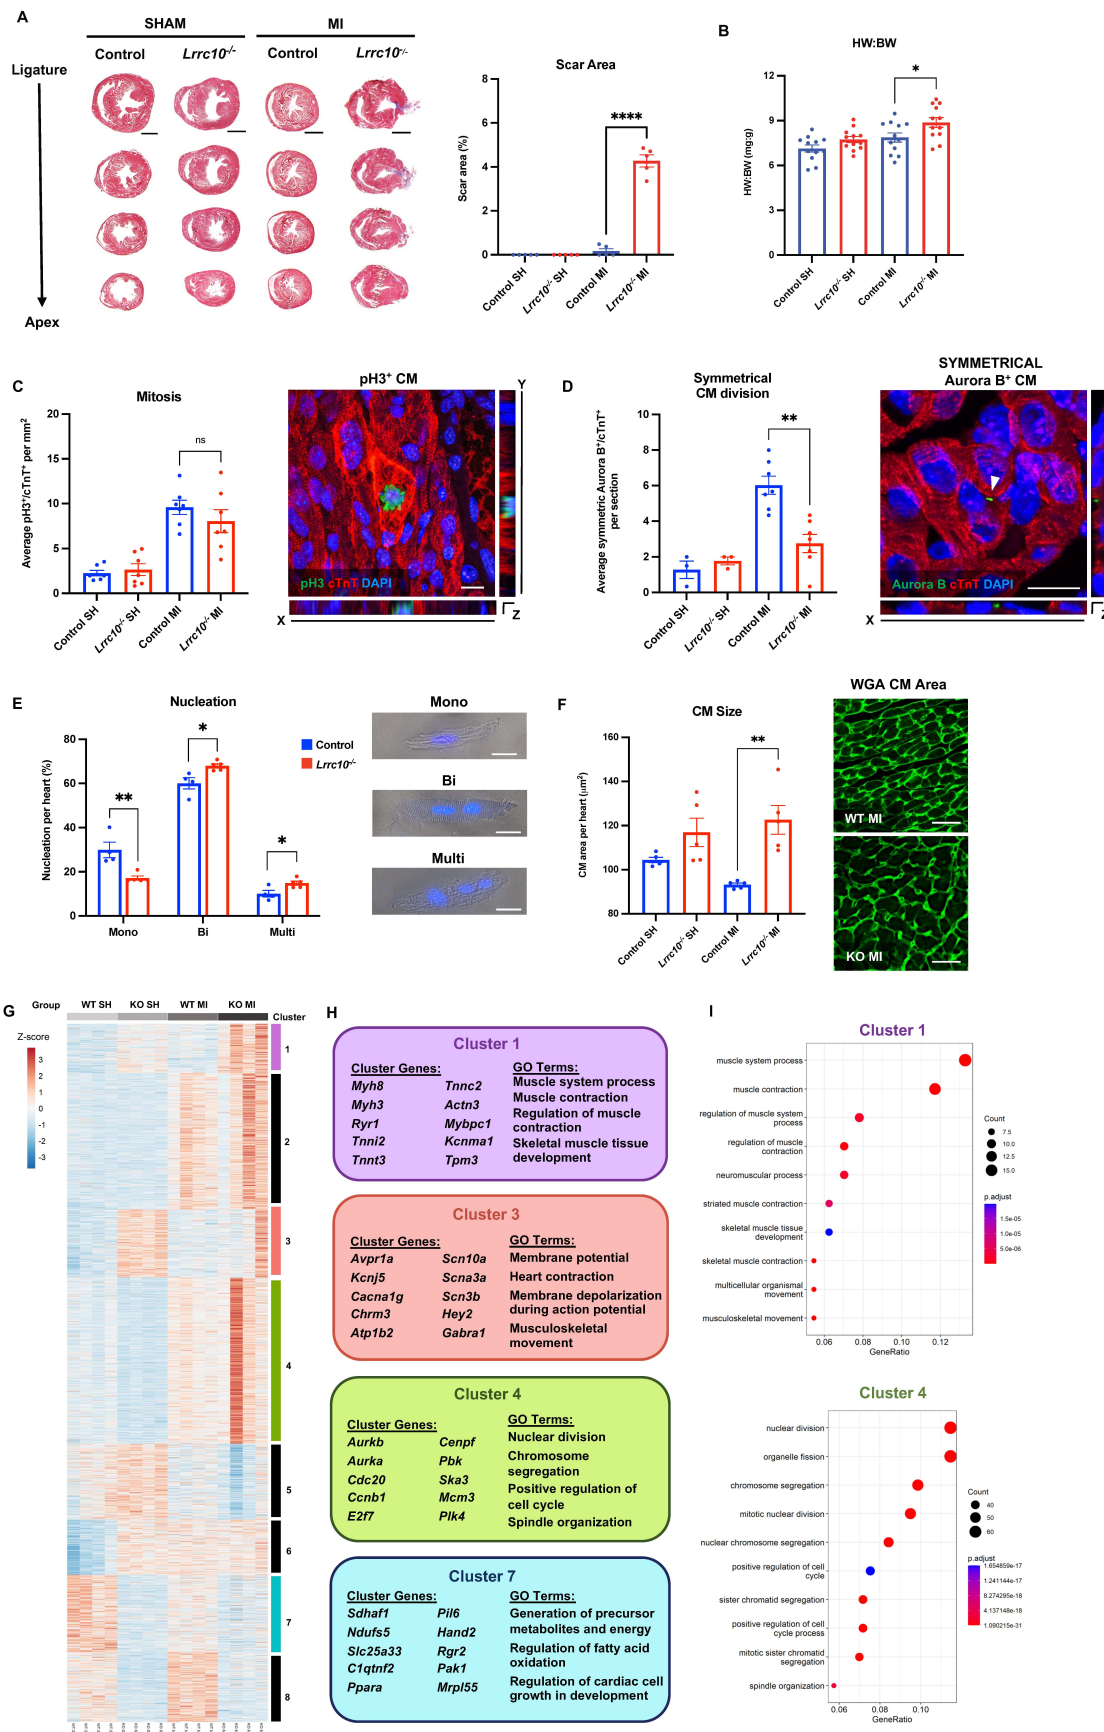 A
SHAM
MI
Control
Lrrc10-/-
Control
Lrrc10-/-
Ligature
Apex
Scar Area
Scar area (%)
8
6
4
2
0
****
Control SH
Lrrc10-/- SH
Control MI
Lrrc10-/- MI
B
HW:BW
HW:BW (mg:g)
12
9
6
3
0
*
Control SH
Lrrc10-/- SH
Control MI
Lrrc10-/- MI
C
Mitosis
Average pH3+/cTnT+ per mm2
20
15
10
5
0
ns
Control SH
Lrrc10-/- SH
Control MI
Lrrc10-/- MI
pH3+ CM
Y
pH3 cTnT DAPI
X
Z
D
Symmetrical
CM division
Average symmetric Aurora B+/cTnT+
per section
10
8
6
4
2
0
**
Control SH
Lrrc10-/- SH
Control MI
Lrrc10-/- MI
SYMMETRICAL
Aurora B+ CM
Aurora B cTnT DAPI
X
Z
E
Nucleation
Nucleation per heart (%)
80
60
40
20
0
**
*
*
Mono
Bi
Multi
Control
Lrrc10-/-
Mono
Bi
Multi
F
CM Size
CM area per heart (μm2)
160
140
120
100
80
**
Control SH
Lrrc10-/- SH
Control MI
Lrrc10-/- MI
WGA CM Area
WT MI
KO MI
G
Group
WT SH
KO SH
WT MI
KO MI
Cluster
Z-score
3
2
1
0
-1
-2
-3
1
2
3
4
5
6
7
8
H
Cluster 1
Cluster Genes:
Myh8 Tnnc2
Myh3 Actn3
Ryr1 Mybpc1
Tnni2 Kcnma1
Tnnt3 Tpm3
GO Terms:
Muscle system process
Muscle contraction
Regulation of muscle
contraction
Skeletal muscle tissue
development
Cluster 3
Cluster Genes:
Avpr1a Scn10a
Kcnj5 Scna3a
Cacna1g Scn3b
Chrm3 Hey2
Atp1b2 Gabra1
GO Terms:
Membrane potential
Heart contraction
Membrane depolarization
during action potential
Musculoskeletal
movement
Cluster 4
Cluster Genes:
Aurkb Cenpf
Aurka Pbk
Cdc20 Ska3
Ccnb1 Mcm3
E2f7 Plk4
GO Terms:
Nuclear division
Chromosome
segregation
Positive regulation of
cell cycle
Spindle organization
Cluster 7
Cluster Genes:
Sdhaf1 Pil6
Ndufs5 Hand2
Slc25a33 Rgr2
C1qtnf2 Pak1
Ppara Mrpl55
GO Terms:
Generation of precursor
metabolites and energy
Regulation of fatty acid
oxidation
Regulation of cardiac cell
growth in development
I
Cluster 1
muscle system process
muscle contraction
regulation of muscle system
process
regulation of muscle
contraction
neuromuscular process
striated muscle contraction
skeletal muscle tissue
development
skeletal muscle contraction
multicellular organismal
movement
musculoskeletal movement
0.06 0.08 0.10 0.12
GeneRatio
Count
7.5
10.0
12.5
15.0
p.adjust
1.5e-05
1.0e-05
5.0e-06
Cluster 4
nuclear division
organelle fission
chromosome segregation
mitotic nuclear division
nuclear chromosome segregation
positive regulation of cell
cycle
sister chromatid segregation
positive regulation of cell
cycle process
mitotic sister chromatid
segregation
spindle organization
0.06 0.08 0.10
GeneRatio
Count
40
50
60
p.adjust
1.654859e-17
1.241144e-17
8.274295e-18
4.137148e-18
1.090215e-31